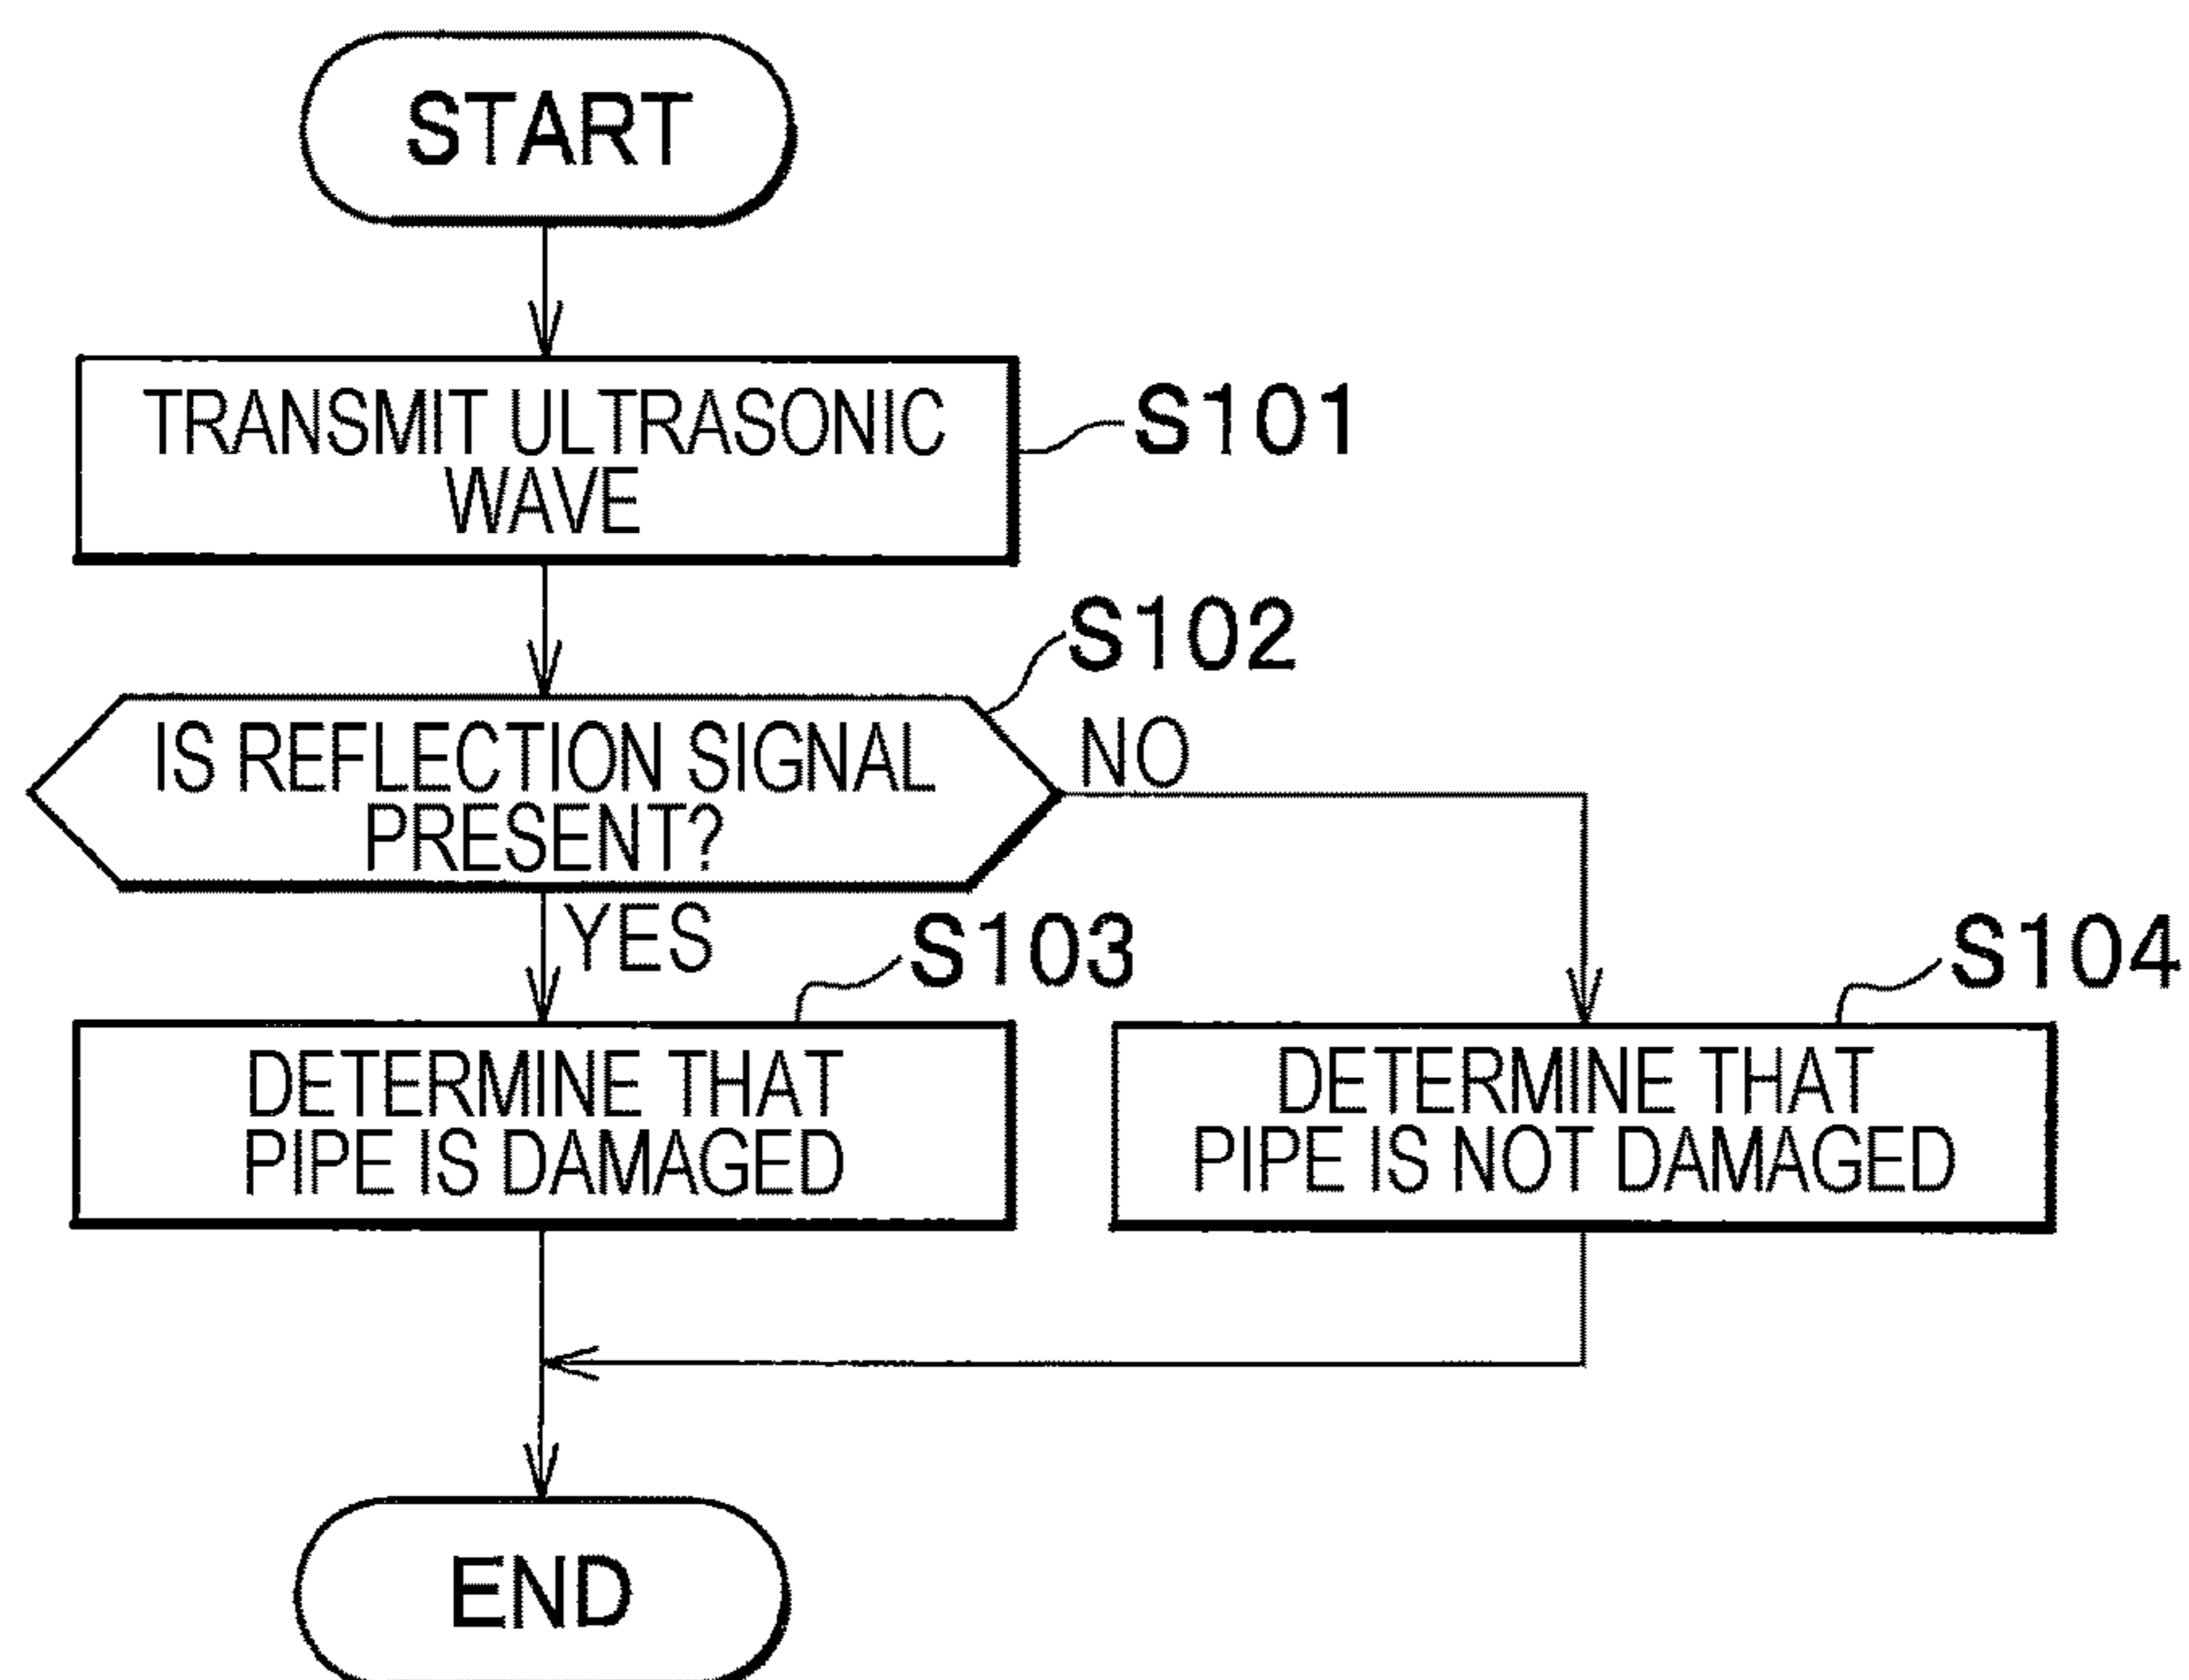 START
TRANSMIT ULTRASONIC
WAVE
S101
S102
IS REFLECTION SIGNAL
PRESENT?
NO
YES
S103
DETERMINE THAT
PIPE IS DAMAGED
S104
DETERMINE THAT
PIPE IS NOT DAMAGED
END